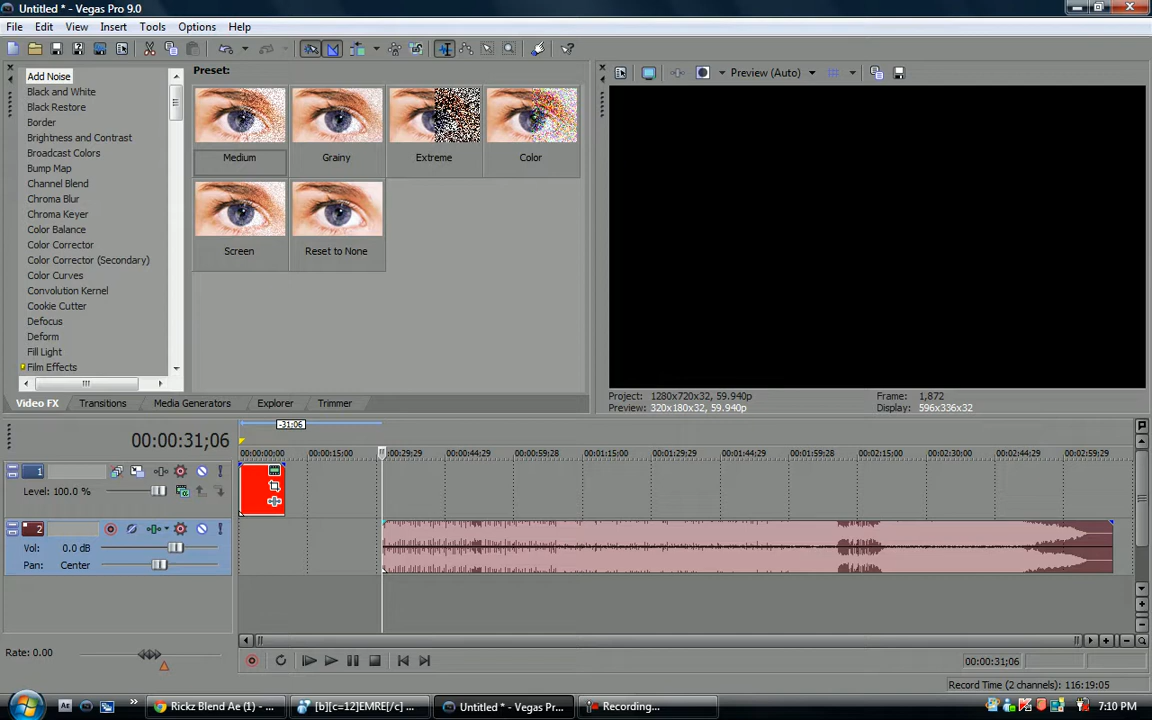 Untitled * - Vegas Pro 9.0
File Edit View Insert Tools Options Help
Add Noise
Black and White
Black Restore
Border
Brightness and Contrast
Broadcast Colors
Bump Map
Channel Blend
Chroma Blur
Chroma Keyer
Color Balance
Color Corrector
Color Corrector (Secondary)
Color Curves
Convolution Kernel
Cookie Cutter
Defocus
Deform
Fill Light
Film Effects
Preset:
Medium Grainy Extreme Color
Screen Reset to None
Preview (Auto)
Project: 1280x720x32, 59.940p Frame: 1,872
Preview: 320x180x32, 59.940p Display: 596x336x32
Video FX Transitions Media Generators Explorer Trimmer
00:00:31;06
-31:06
00:00:00;00 00:00:15;00 :00:29;29 00:00:44;29 00:00:59;28 00:01:15;00 00:01:29;29 00:01:44;29 00:01:59;28 00:02:15;00 00:02:30;00 00:02:44;29 00:02:59;29
1
Level: 100.0 %
2
Vol: 0.0 dB
Pan: Center
Rate: 0.00
00:00:31;06
Record Time (2 channels): 116:19:05
Ae
Rickz Blend Ae (1) - ...
[b][c=12]EMRE[/c] ...
Untitled * - Vegas Pr...
Recording...
7:10 PM